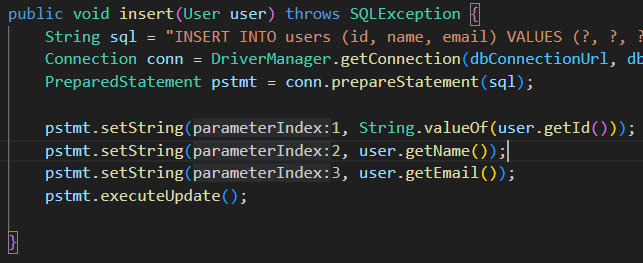 public void insert(User user) throws SQLException {
String sql = "INSERT INTO users (id, name, email) VALUES (?, ?, ?
Connection conn = DriverManager.getConnection(dbConnectionUrl, db
PreparedStatement pstmt = conn.prepareStatement(sql);
pstmt.setString(parameterIndex:1, String.valueOf(user.getId()));
pstmt.setString(parameterIndex:2, user.getName());
pstmt.setString(parameterIndex:3, user.getEmail());
pstmt.executeUpdate();
}